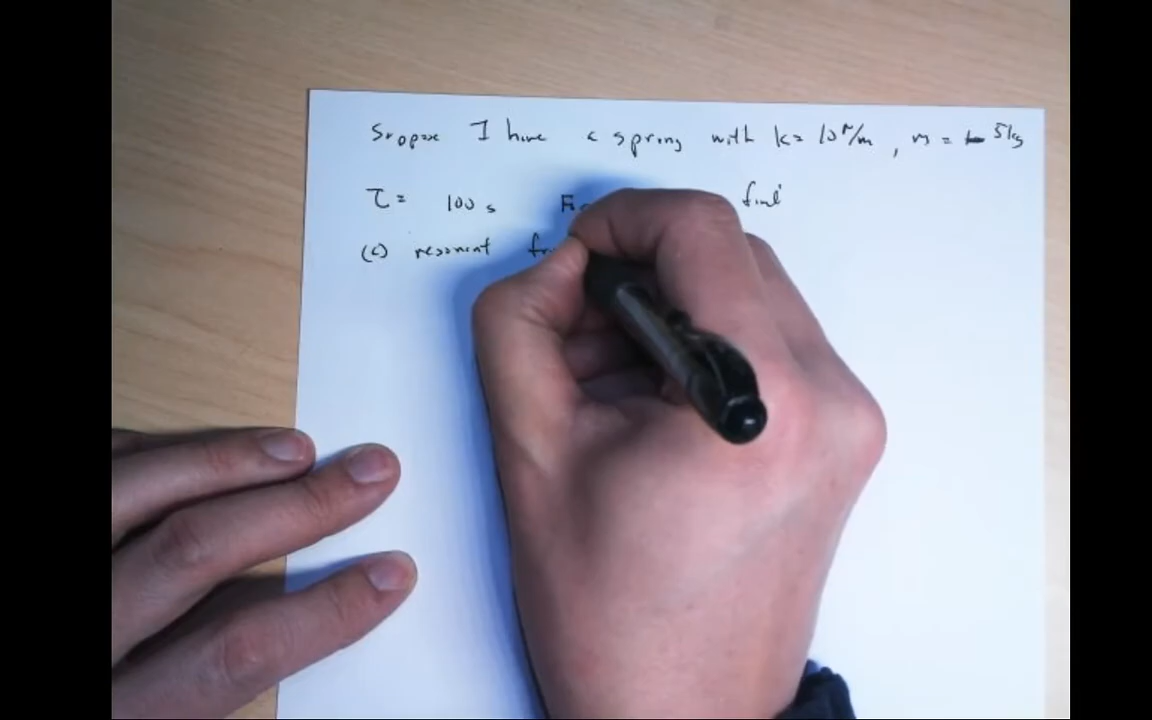 Suppose I have a spring with k= 10 N/m, m = 5kg
τ= 100 s find
(a) resonant